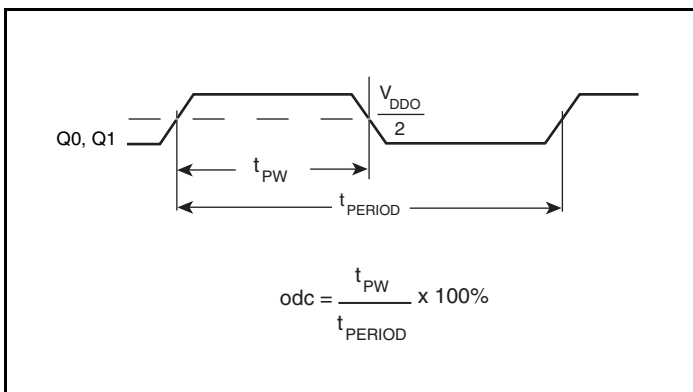 V_DDO
2
Q0, Q1
t_PW
t_PERIOD
odc = t_PW / t_PERIOD x 100%